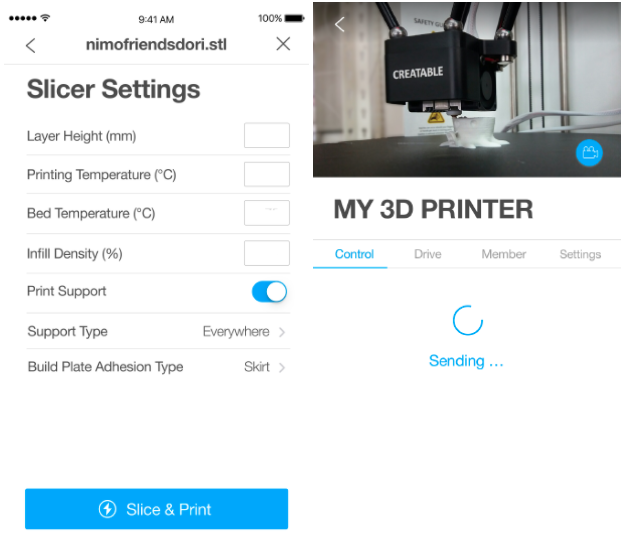 9:41 AM
100%
nimofriendsdori.stl
Slicer Settings
Layer Height (mm)
Printing Temperature (°C)
Bed Temperature (°C)
Infill Density (%)
Print Support
Support Type Everywhere
Build Plate Adhesion Type Skirt
Slice & Print
SAFETY
CREATABLE
MY 3D PRINTER
Control Drive Member Settings
Sending ...